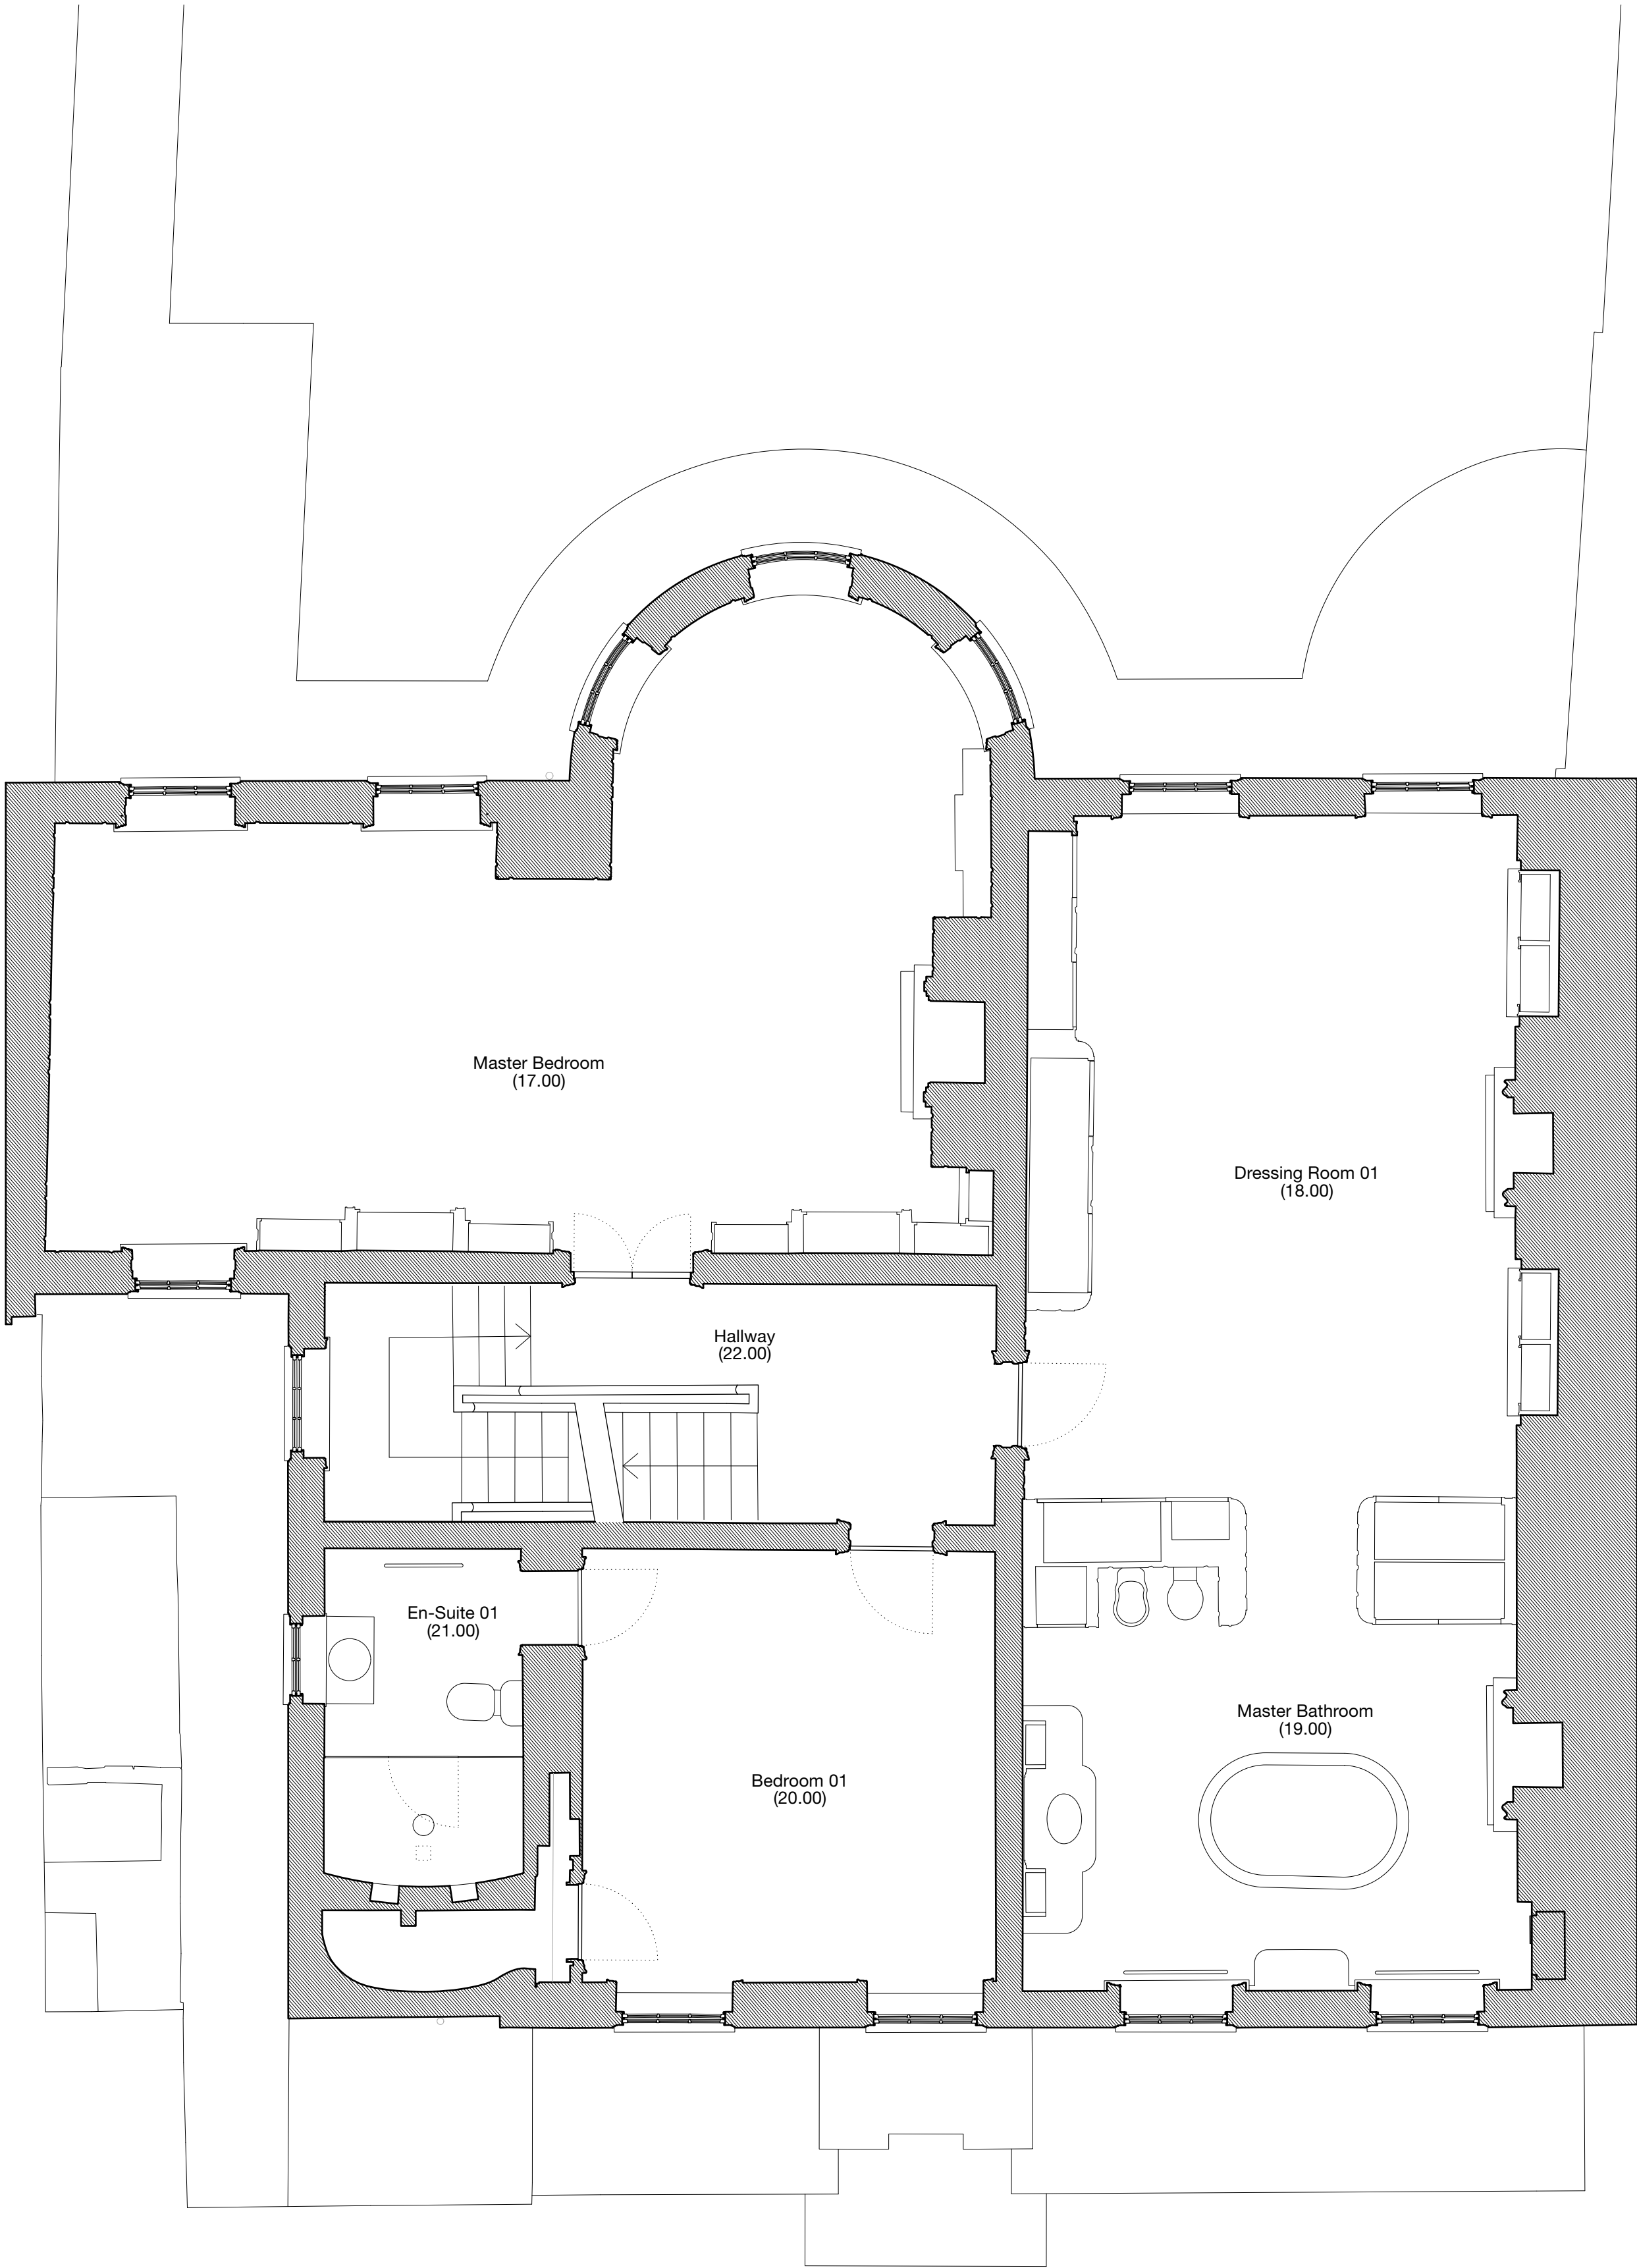 Master Bedroom
(17.00)
Dressing Room 01
(18.00)
Hallway
(22.00)
En-Suite 01
(21.00)
Master Bathroom
(19.00)
Bedroom 01
(20.00)